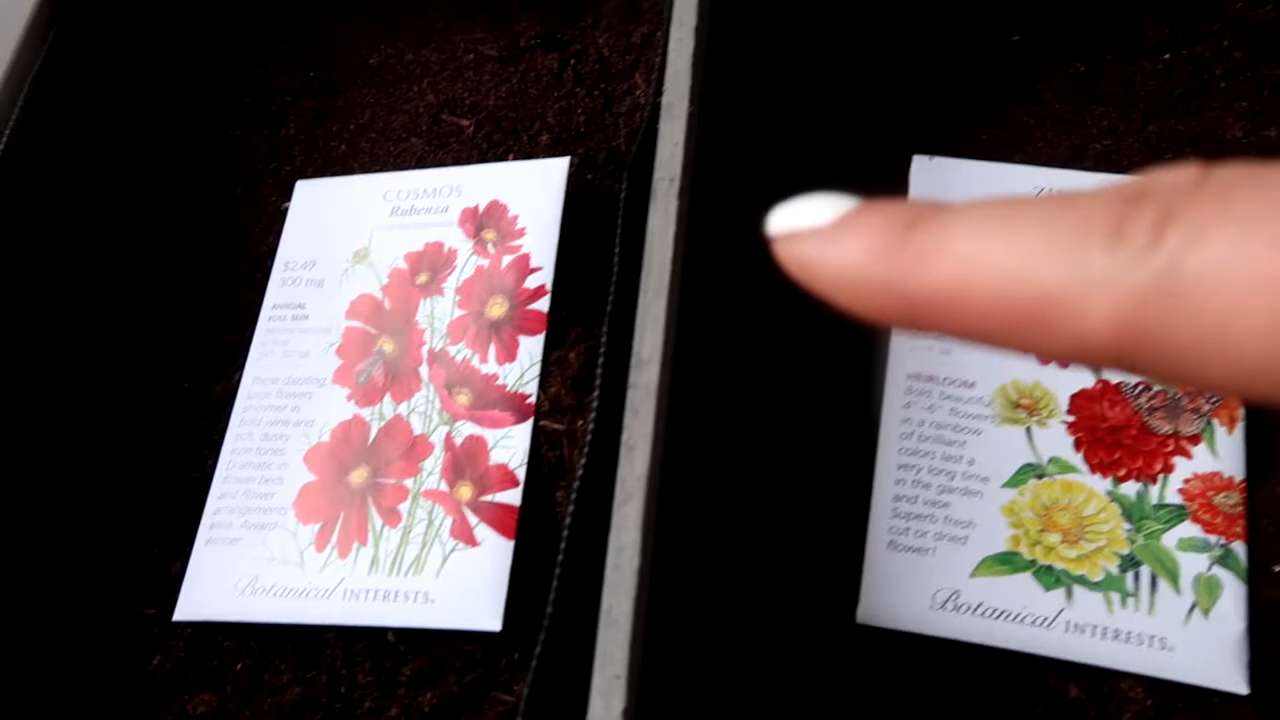 COSMOS
Rubenza
$2.49
300 mg
ANNUAL
FULL SUN
These dazzling,
large flowers
shimmer in
bold wine and
rich, dusky
rose tones.
Dramatic in
flowerbeds
and flower
arrangements
alike. Award-
winner.
Botanical INTERESTS®
HEIRLOOM
Bold, beautiful
4"-6" flowers
in a rainbow
of brilliant
colors last a
very long time
in the garden
and vase.
Superb fresh
cut or dried
flower!
Botanical INTERESTS®